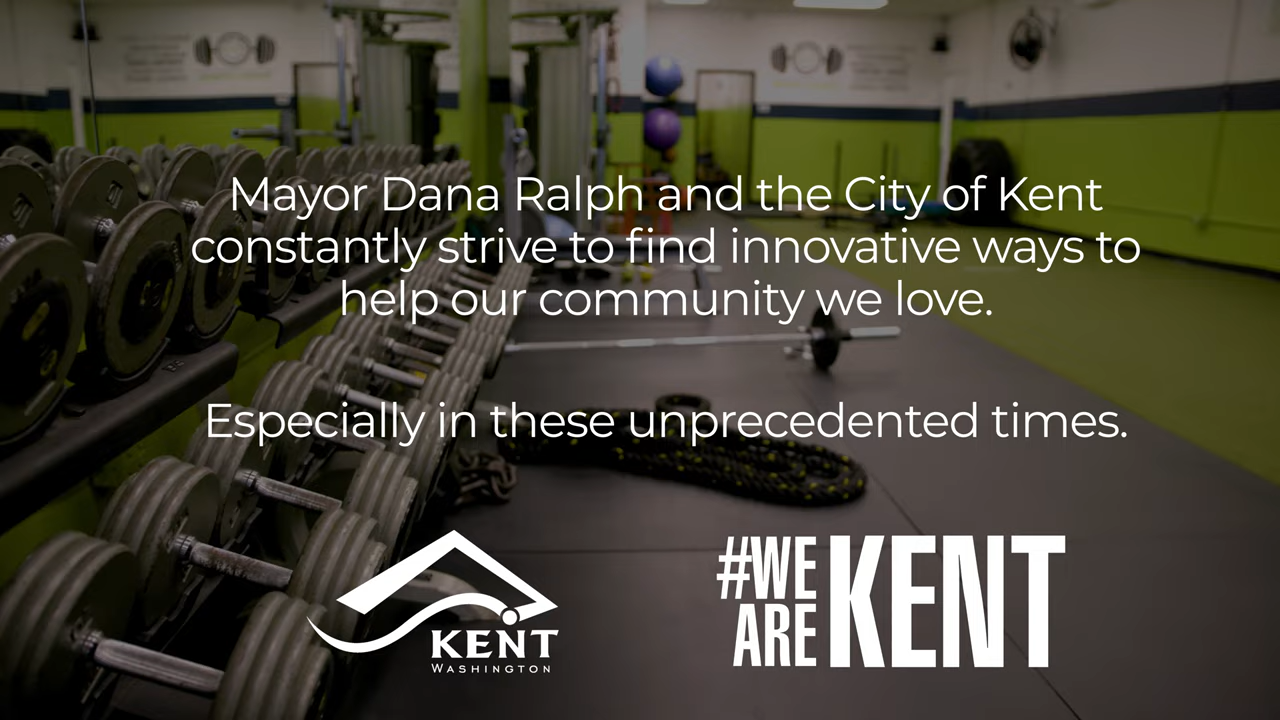 Mayor Dana Ralph and the City of Kent
constantly strive to find innovative ways to
help our community we love.
Especially in these unprecedented times.
KENT
WASHINGTON
#WE
ARE
KENT